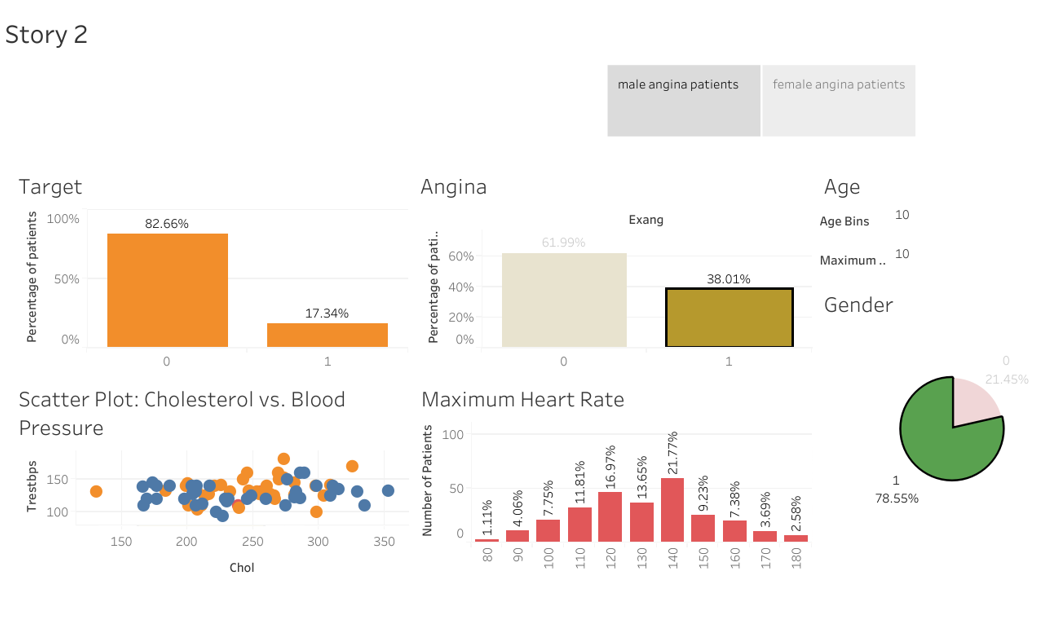 Story 2
male angina patients
female angina patients
Target
Percentage of patients
100%
50%
0%
82.66%
17.34%
0
1
Angina
Exang
Percentage of pati..
60%
40%
20%
0%
61.99%
38.01%
0
1
Age
Age Bins
10
Maximum ..
10
Gender
0
21.45%
1
78.55%
Scatter Plot: Cholesterol vs. Blood
Pressure
Trestbps
150
100
150
200
250
300
350
Chol
Maximum Heart Rate
Number of Patients
100
50
0
1.11%
4.06%
7.75%
11.81%
16.97%
13.65%
21.77%
9.23%
7.38%
3.69%
2.58%
80
90
100
110
120
130
140
150
160
170
180